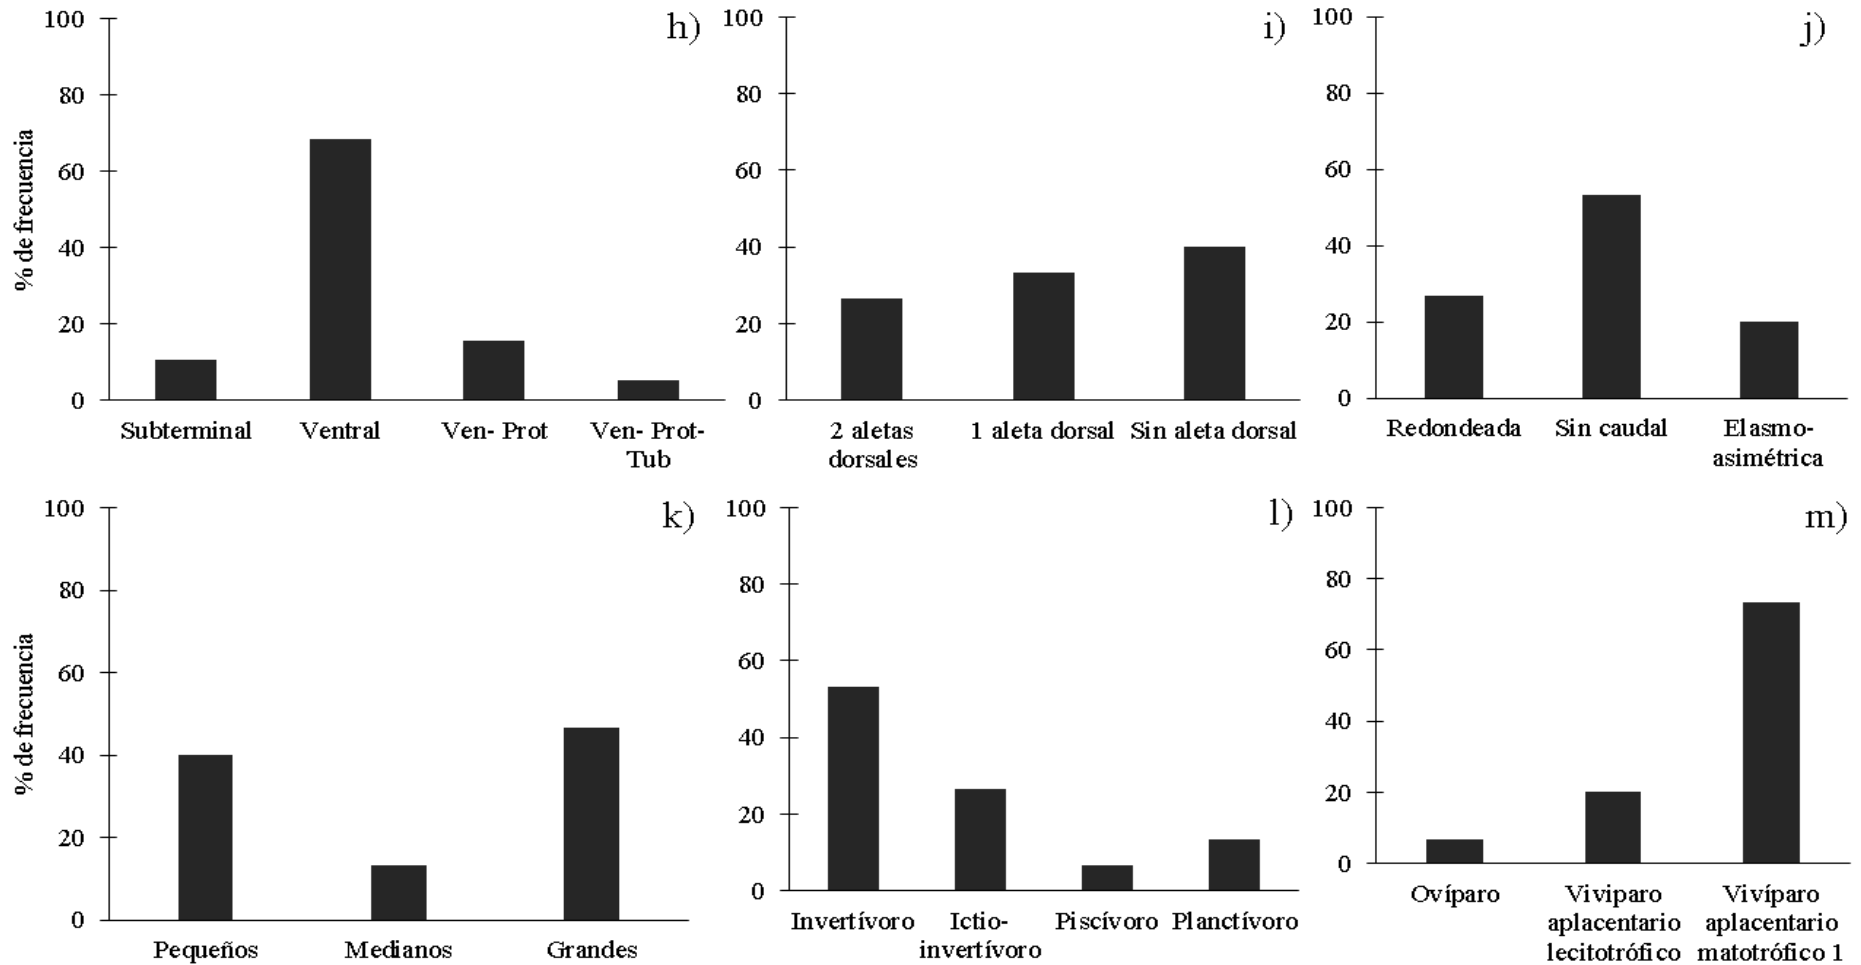 h)
% de frecuencia
100
80
60
40
20
0
Subterminal
Ventral
Ven- Prot
Ven- Prot-
Tub
i)
100
80
60
40
20
0
2 aletas
dorsales
1 aleta dorsal
Sin aleta dorsal
j)
100
80
60
40
20
0
Redondeada
Sin caudal
Elasmo-
asimétrica
k)
% de frecuencia
100
80
60
40
20
0
Pequeños
Medianos
Grandes
l)
100
80
60
40
20
0
Invertívoro
Ictio-
invertívoro
Piscívoro
Planctívoro
m)
100
80
60
40
20
0
Ovíparo
Viviparo
aplacentario
lecitotrófico
Vivíparo
aplacentario
matotrófico 1